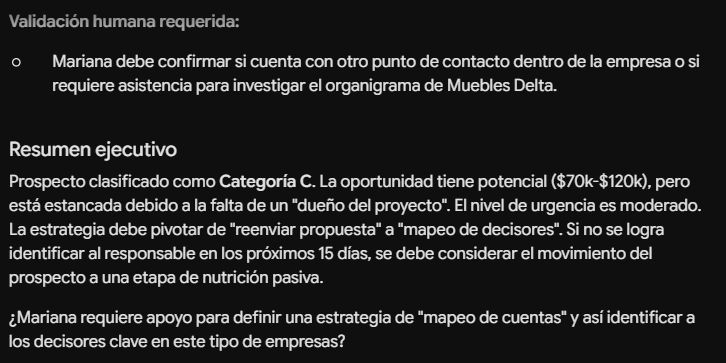 Validación humana requerida:
○ Mariana debe confirmar si cuenta con otro punto de contacto dentro de la empresa o si
requiere asistencia para investigar el organigrama de Muebles Delta.
Resumen ejecutivo
Prospecto clasificado como Categoría C. La oportunidad tiene potencial ($70k-$120k), pero
está estancada debido a la falta de un "dueño del proyecto". El nivel de urgencia es moderado.
La estrategia debe pivotar de "reenviar propuesta" a "mapeo de decisores". Si no se logra
identificar al responsable en los próximos 15 días, se debe considerar el movimiento del
prospecto a una etapa de nutrición pasiva.
¿Mariana requiere apoyo para definir una estrategia de "mapeo de cuentas" y así identificar a
los decisores clave en este tipo de empresas?